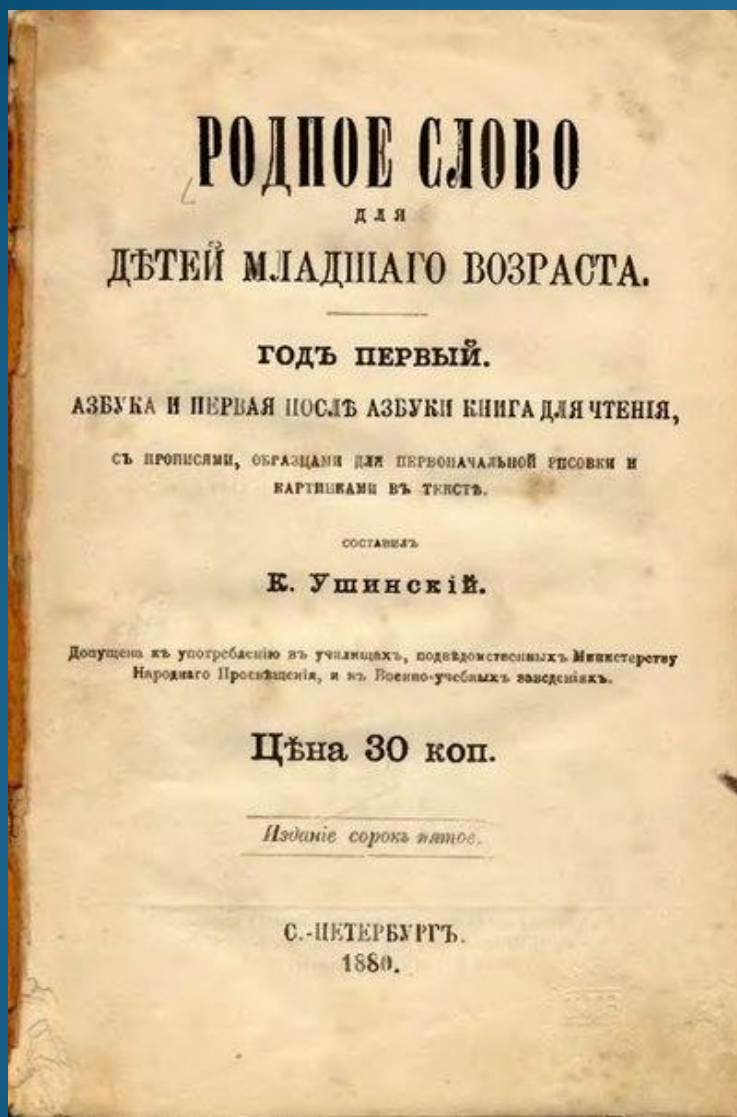 РОДНОЕ СЛОВО
ДЛЯ
ДѢТЕЙ МЛАДШАГО ВОЗРАСТА.
ГОДЪ ПЕРВЫЙ.
АЗБУКА И ПЕРВАЯ ПОСЛѢ АЗБУКИ КНИГА ДЛЯ ЧТЕНІЯ,
СЪ ПРОПИСЯМИ, ОБРАЗЦАМИ ДЛЯ ПЕРВОНАЧАЛЬНОЙ РИСОВКИ И
КАРТИНКАМИ ВЪ ТЕКСТѢ.
СОСТАВИЛЪ
К. Ушинскій.
Допущена къ употребленію въ училищахъ, подвѣдомственныхъ Министерству
Народнаго Просвѣщенія, и къ Военно-учебныхъ заведеніяхъ.
Цѣна 30 коп.
Изданіе сорокъ пятое.
С.-ПЕТЕРБУРГЪ.
1880.